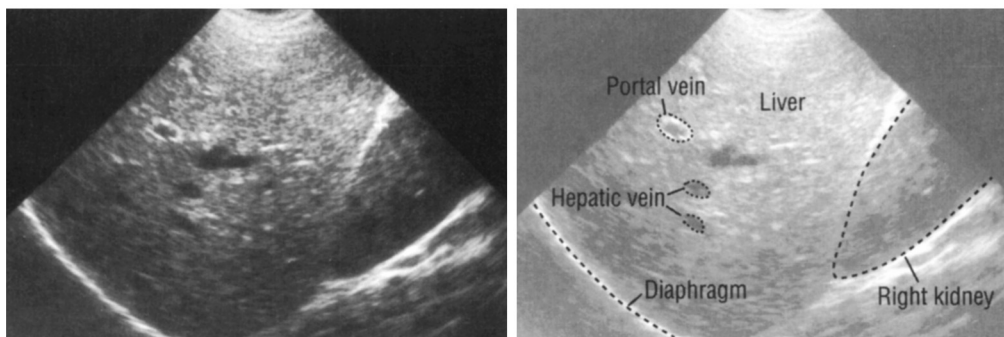 Portal vein
Liver
Hepatic vein
Diaphragm
Right kidney